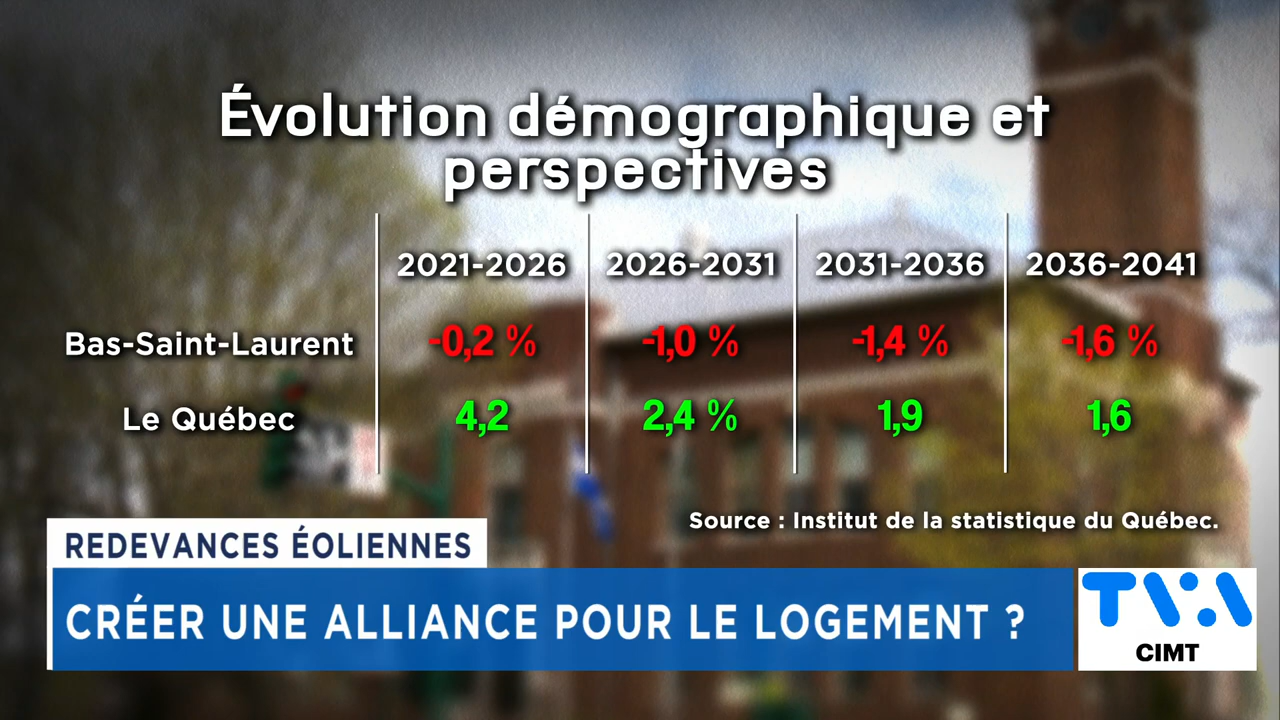 Évolution démographique et
perspectives
2021-2026 2026-2031 2031-2036 2036-2041
Bas-Saint-Laurent -0,2 % -1,0 % -1,4 % -1,6 %
Le Québec 4,2 2,4 % 1,9 1,6
Source : Institut de la statistique du Québec.
REDEVANCES ÉOLIENNES
CRÉER UNE ALLIANCE POUR LE LOGEMENT ?
TVA
CIMT